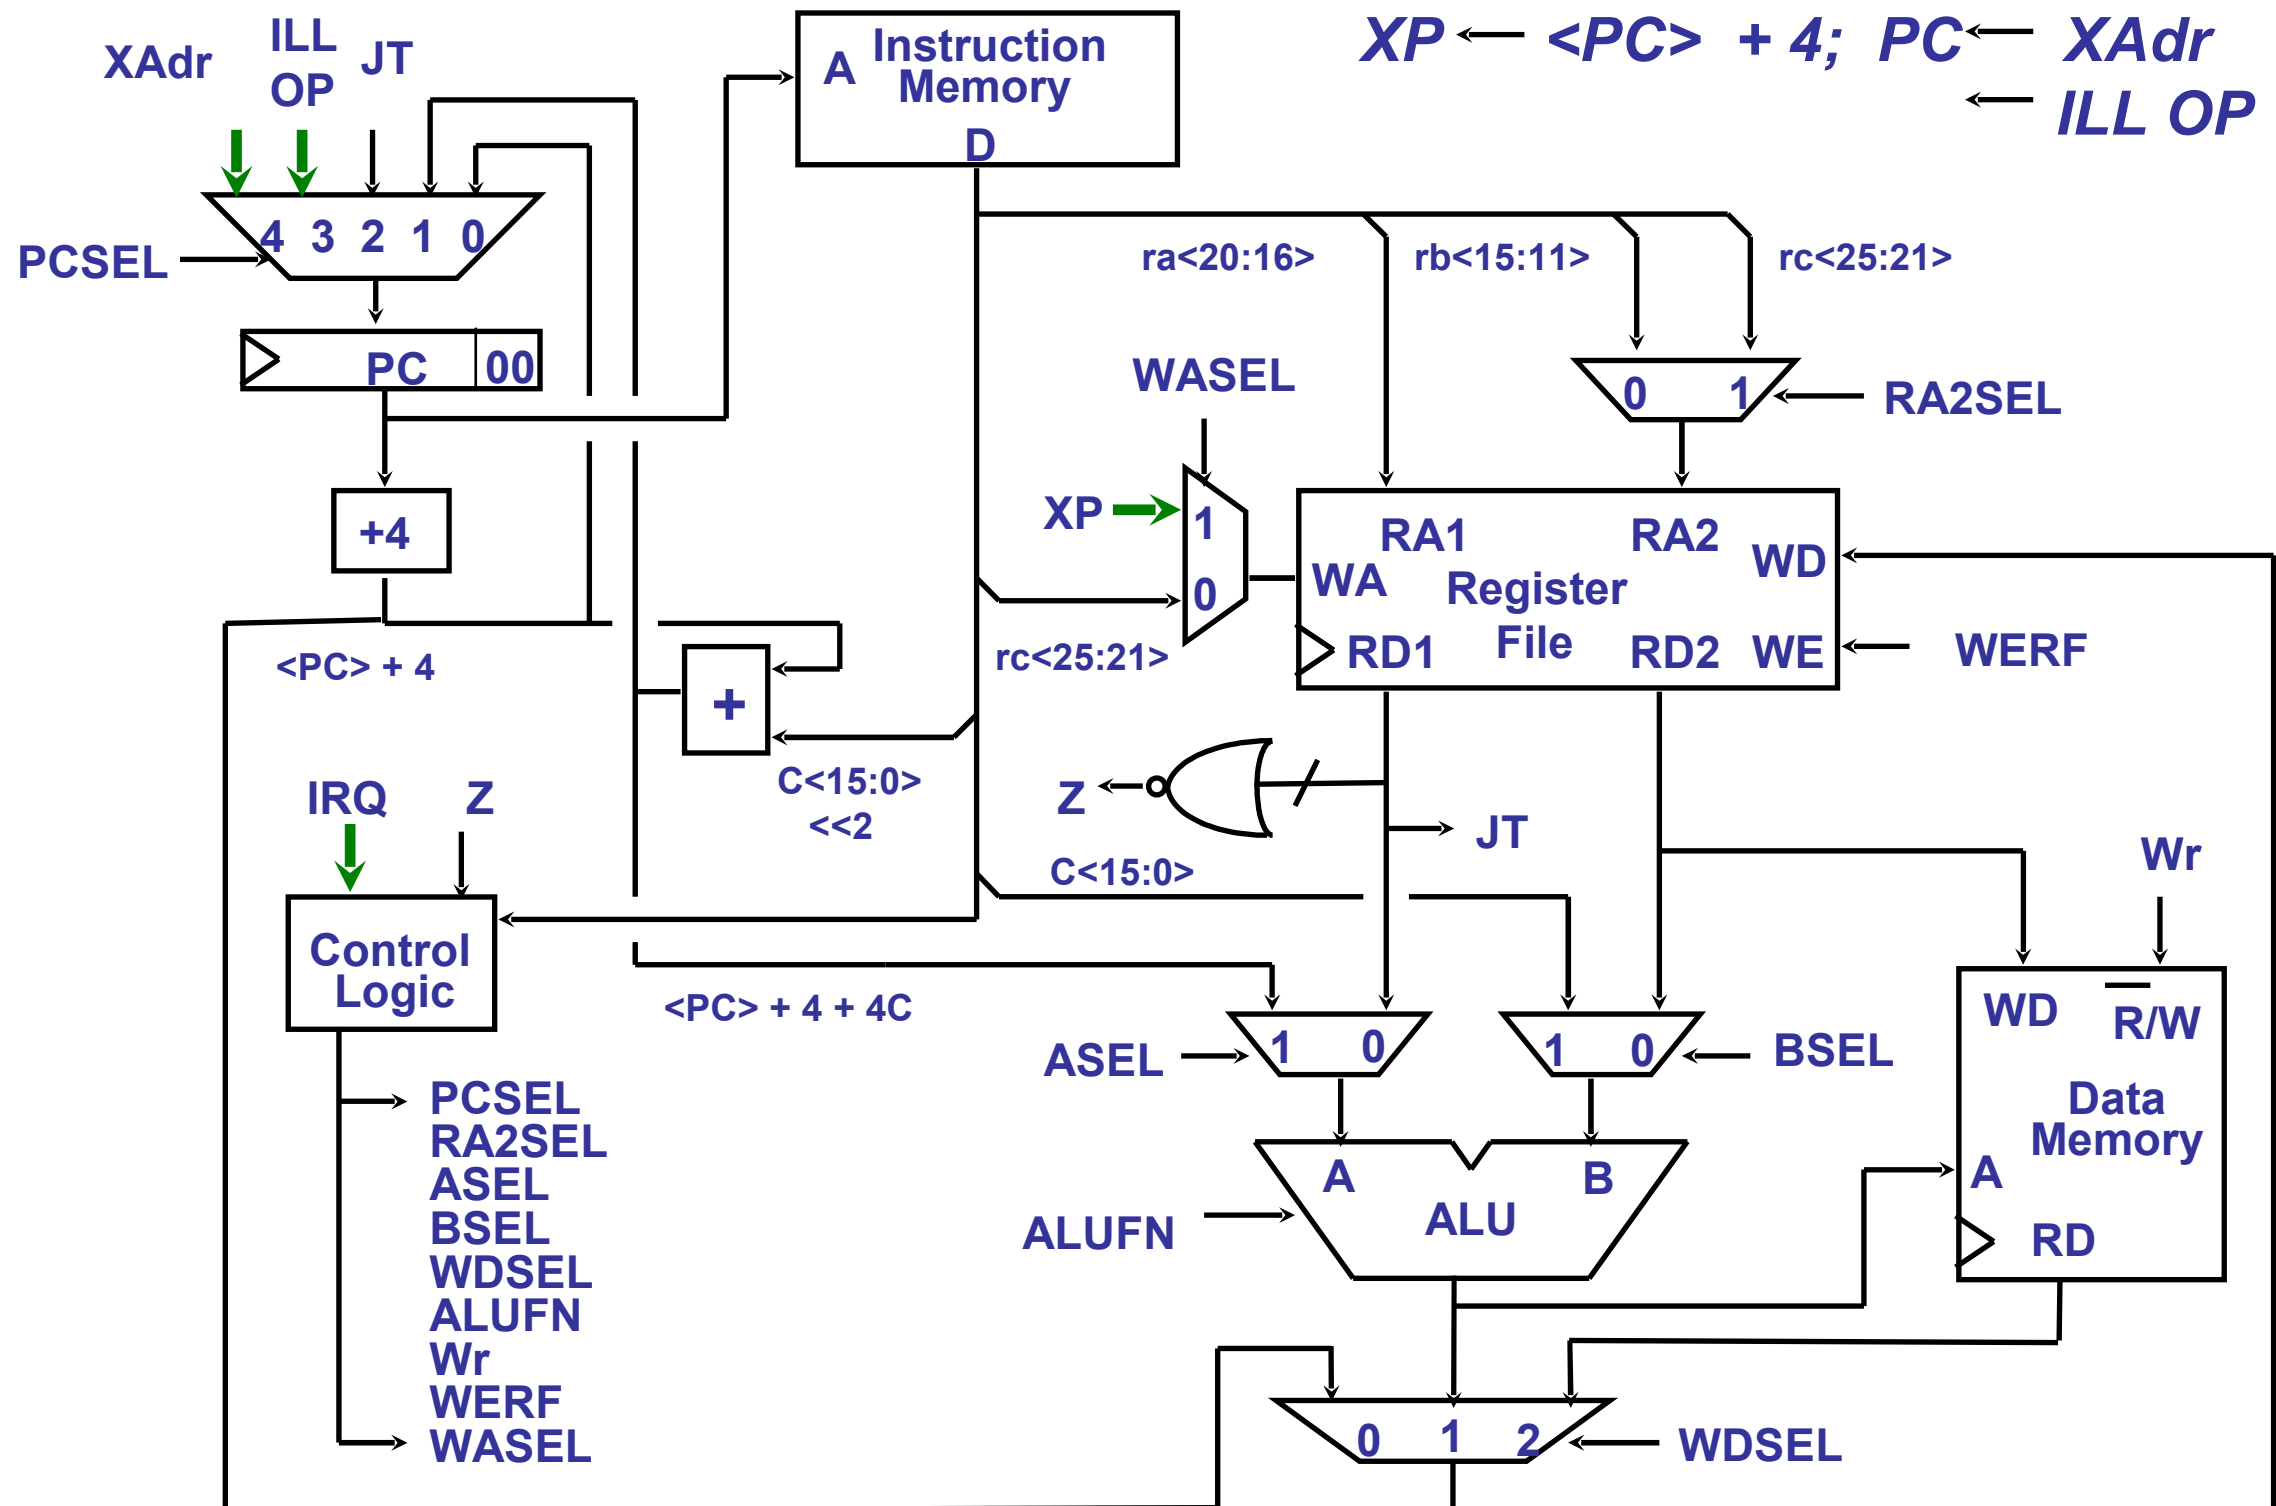 XP <PC> + 4; PC XAdr
ILL OP
XAdr
ILL
OP
JT
4 3 2 1 0
PCSEL
PC 00
+4
<PC> + 4
+
C<15:0>
<<2
<PC> + 4 + 4C
A Instruction
Memory
D
ra<20:16>
rb<15:11>
rc<25:21>
WASEL
0 1
RA2SEL
XP
1
0
rc<25:21>
RA1 RA2
WA WD
Register
File
RD1 RD2 WE
WERF
Z
JT
C<15:0>
IRQ Z
Control
Logic
PCSEL
RA2SEL
ASEL
BSEL
WDSEL
ALUFN
Wr
WERF
WASEL
ASEL
1 0
1 0
BSEL
A B
ALU
ALUFN
Wr
WD R/W
Data
Memory
A
RD
0 1 2
WDSEL